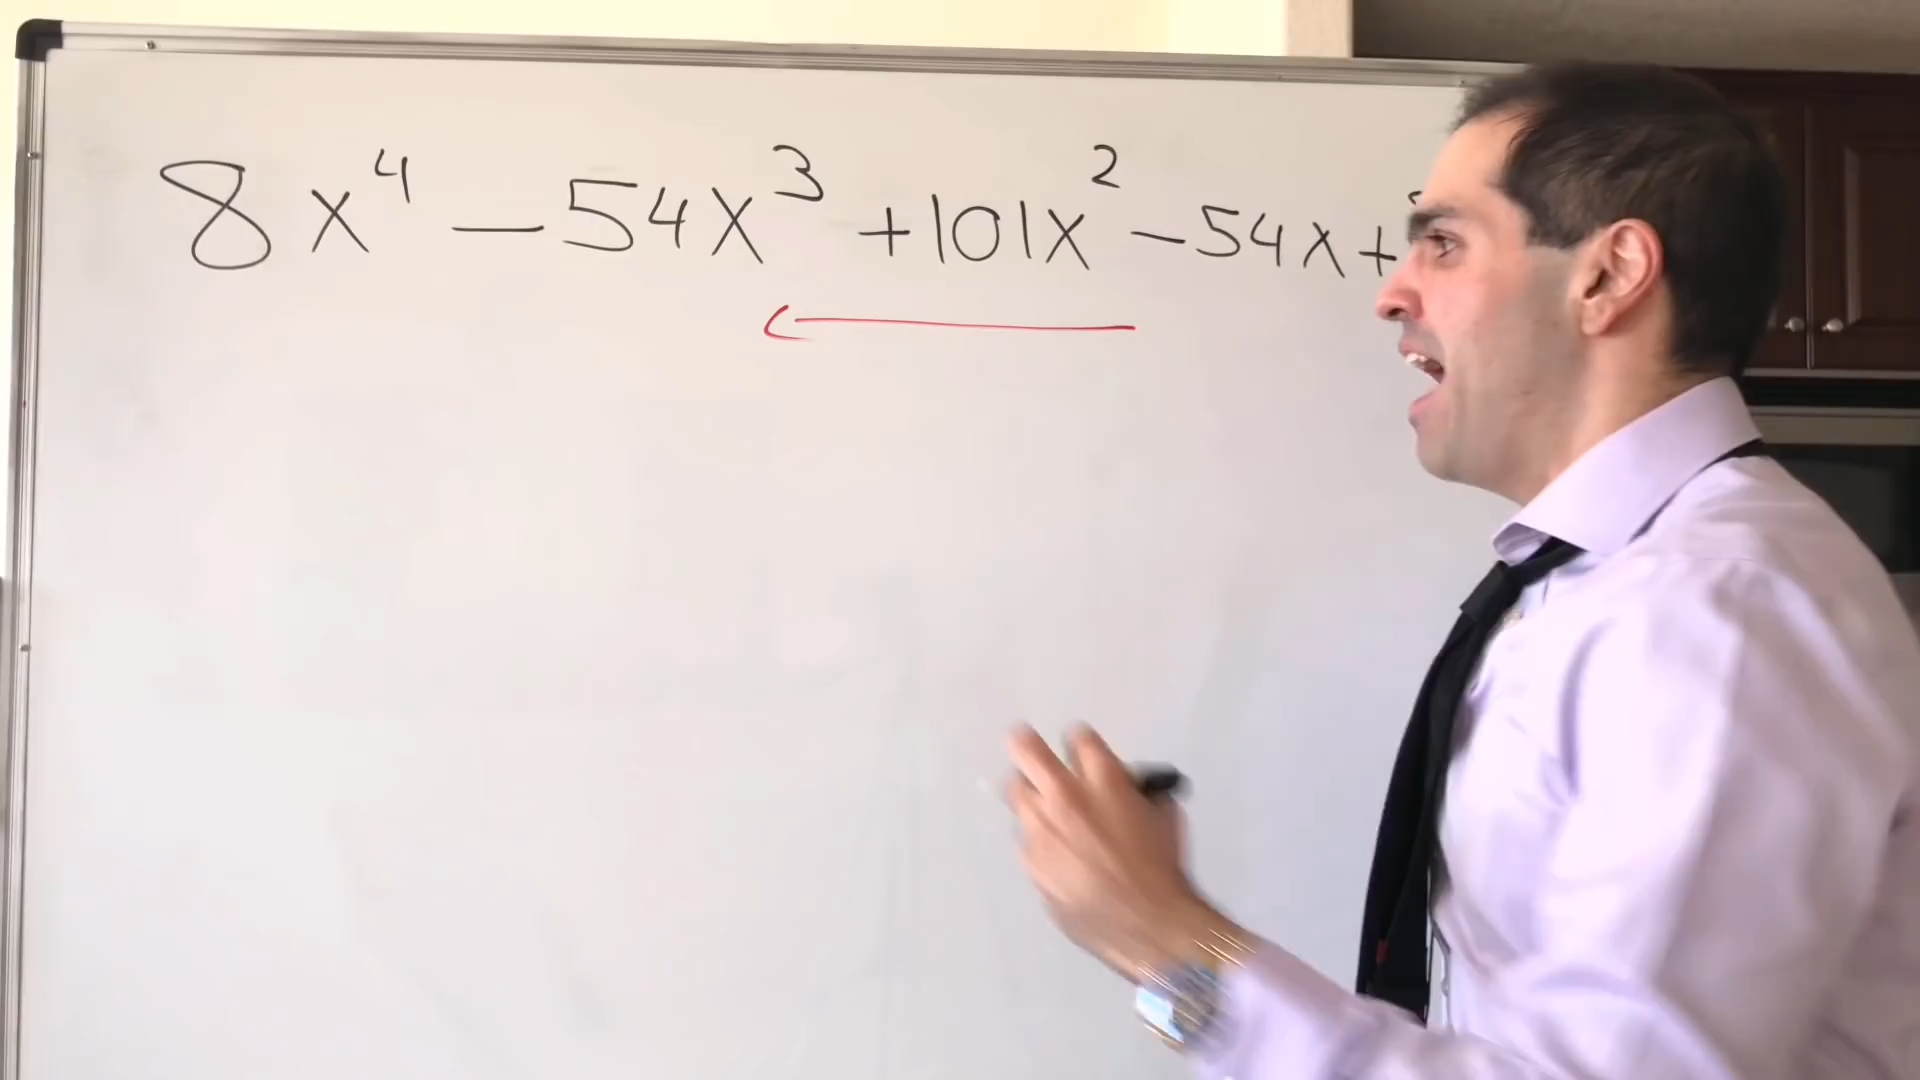 8x⁴ - 54x³ + 101x² - 54x +